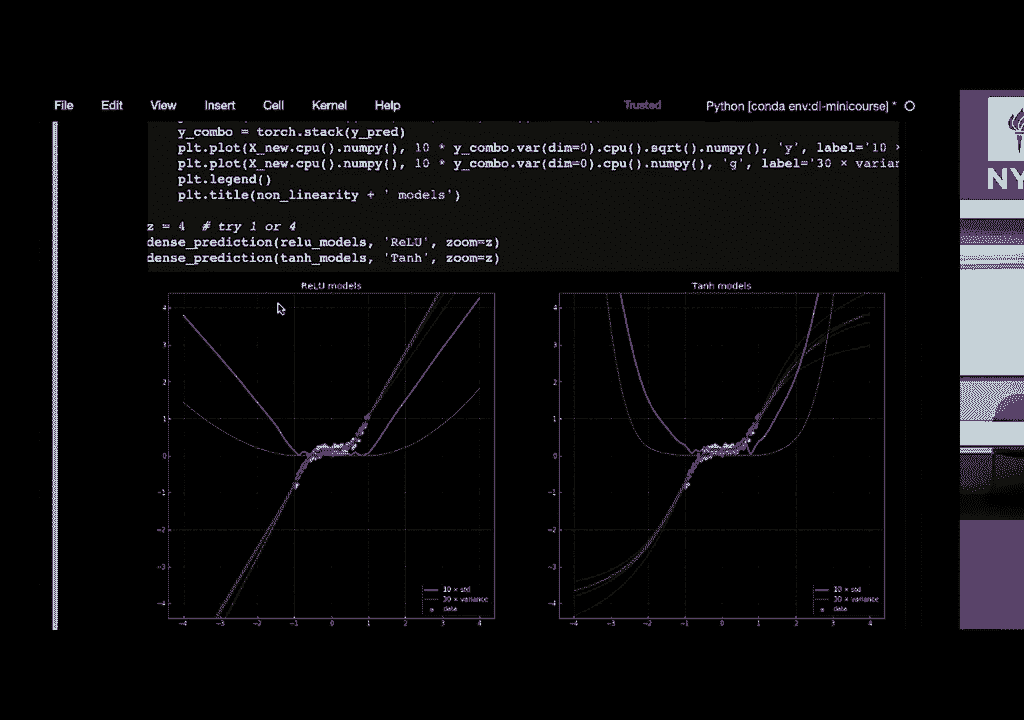 File Edit View Insert Cell Kernel Help Trusted Python [conda env:dl-minicourse] *
y_combo = torch.stack(y_pred)
plt.plot(X_new.cpu().numpy(), 10 * y_combo.var(dim=0).cpu().sqrt().numpy(), 'y', label='10 ×
plt.plot(X_new.cpu().numpy(), 10 * y_combo.var(dim=0).cpu().numpy(), 'g', label='30 × varian
plt.legend()
plt.title(non_linearity + ' models')
z = 4 # try 1 or 4
dense_prediction(relu_models, 'ReLU', zoom=z)
dense_prediction(tanh_models, 'Tanh', zoom=z)
ReLU models
4
3
2
1
0
−1
−2
−3
−4
−4 −3 −2 −1 0 1 2 3 4
10 × std
30 × variance
data
Tanh models
4
3
2
1
0
−1
−2
−3
−4
−4 −3 −2 −1 0 1 2 3 4
10 × std
30 × variance
data
NY